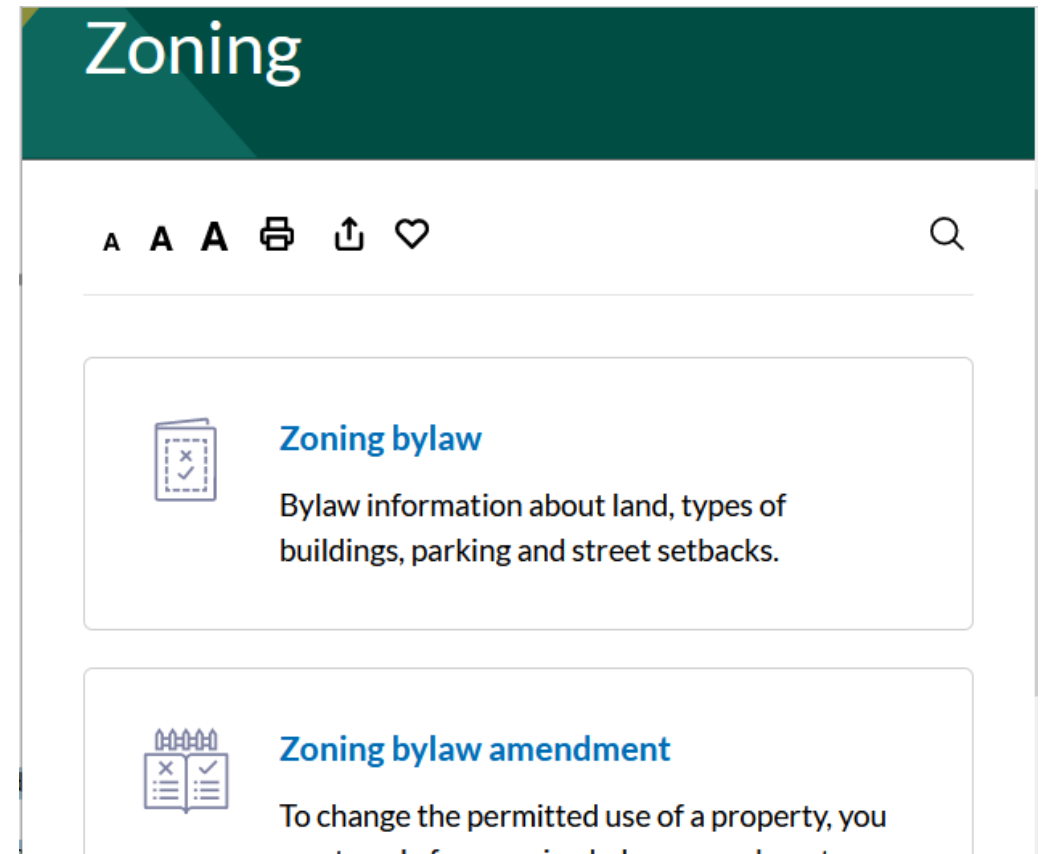 Zoning
A A A
Zoning bylaw
Bylaw information about land, types of
buildings, parking and street setbacks.
Zoning bylaw amendment
To change the permitted use of a property, you